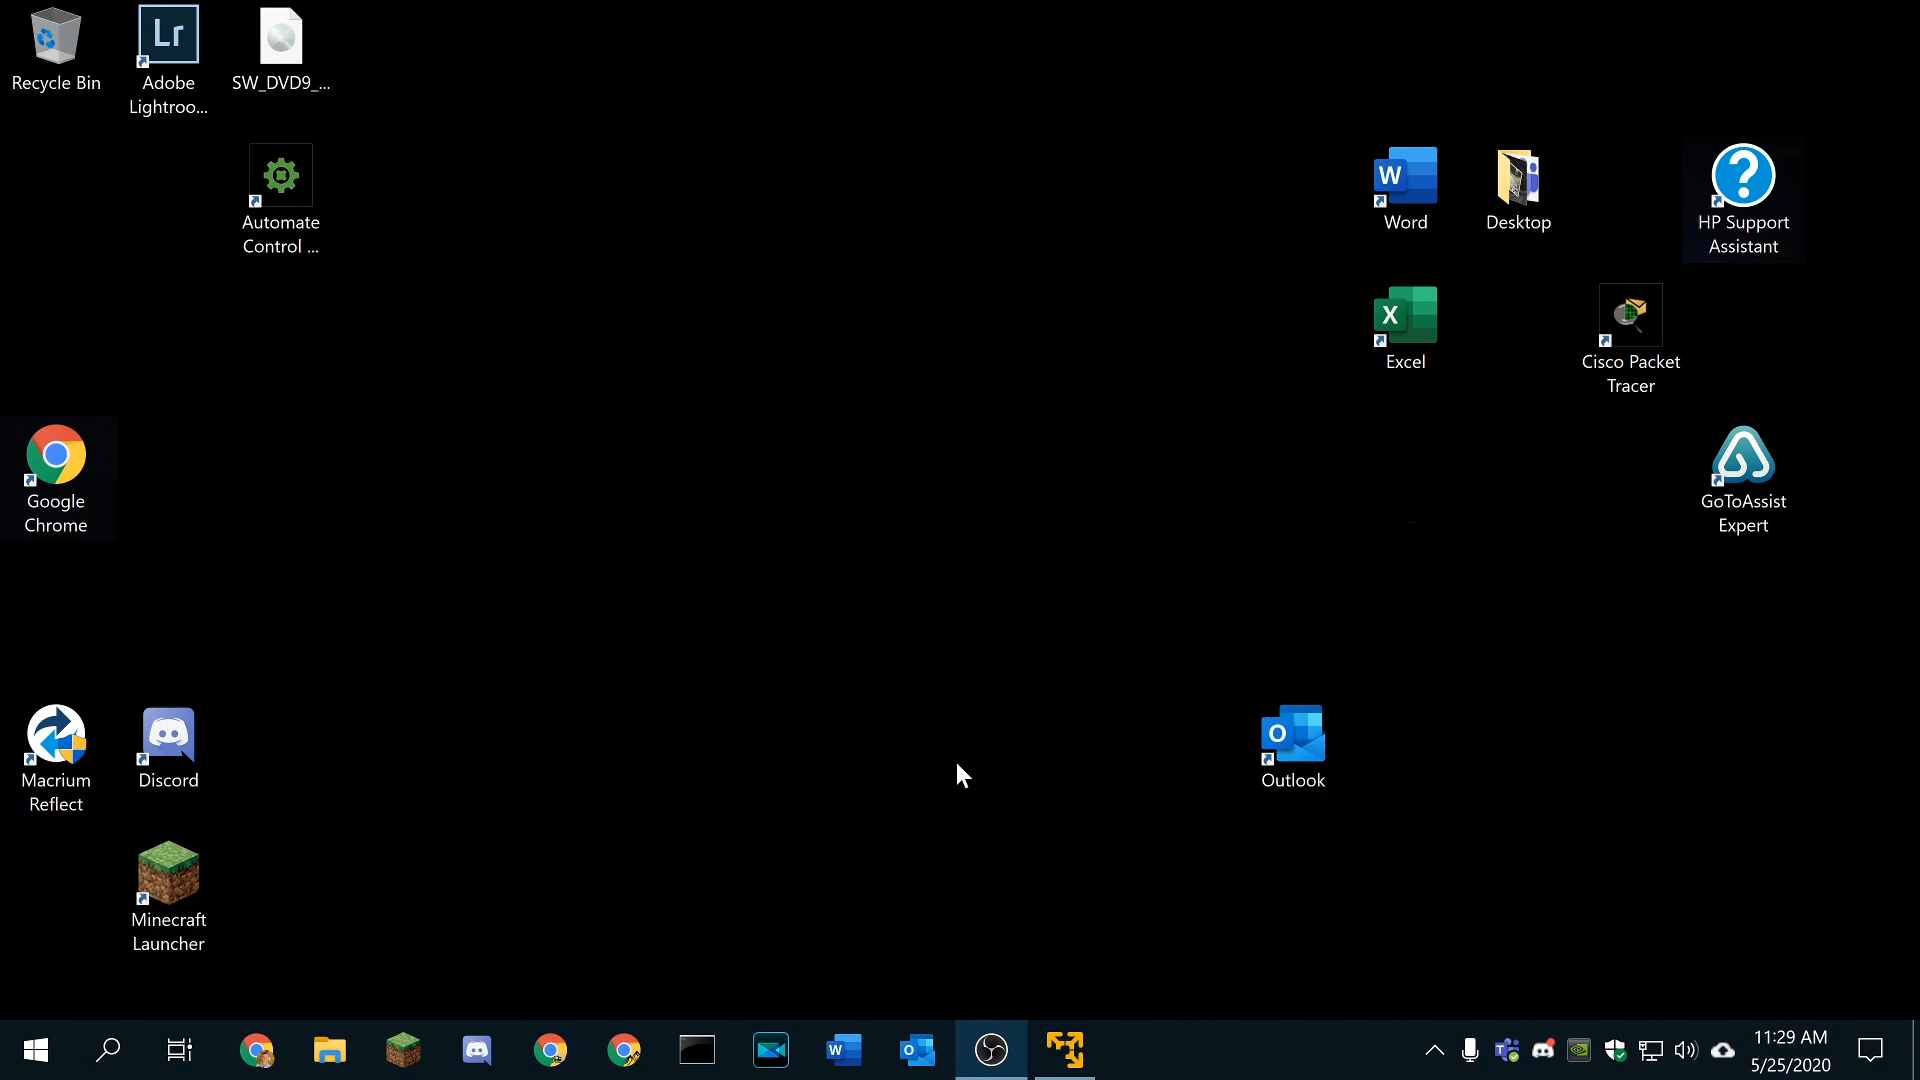 Recycle Bin
Adobe
Lightroo...
SW_DVD9_...
Automate
Control ...
Word
Desktop
HP Support
Assistant
Excel
Cisco Packet
Tracer
Google
Chrome
GoToAssist
Expert
Macrium
Reflect
Discord
Outlook
Minecraft
Launcher
11:29 AM
5/25/2020